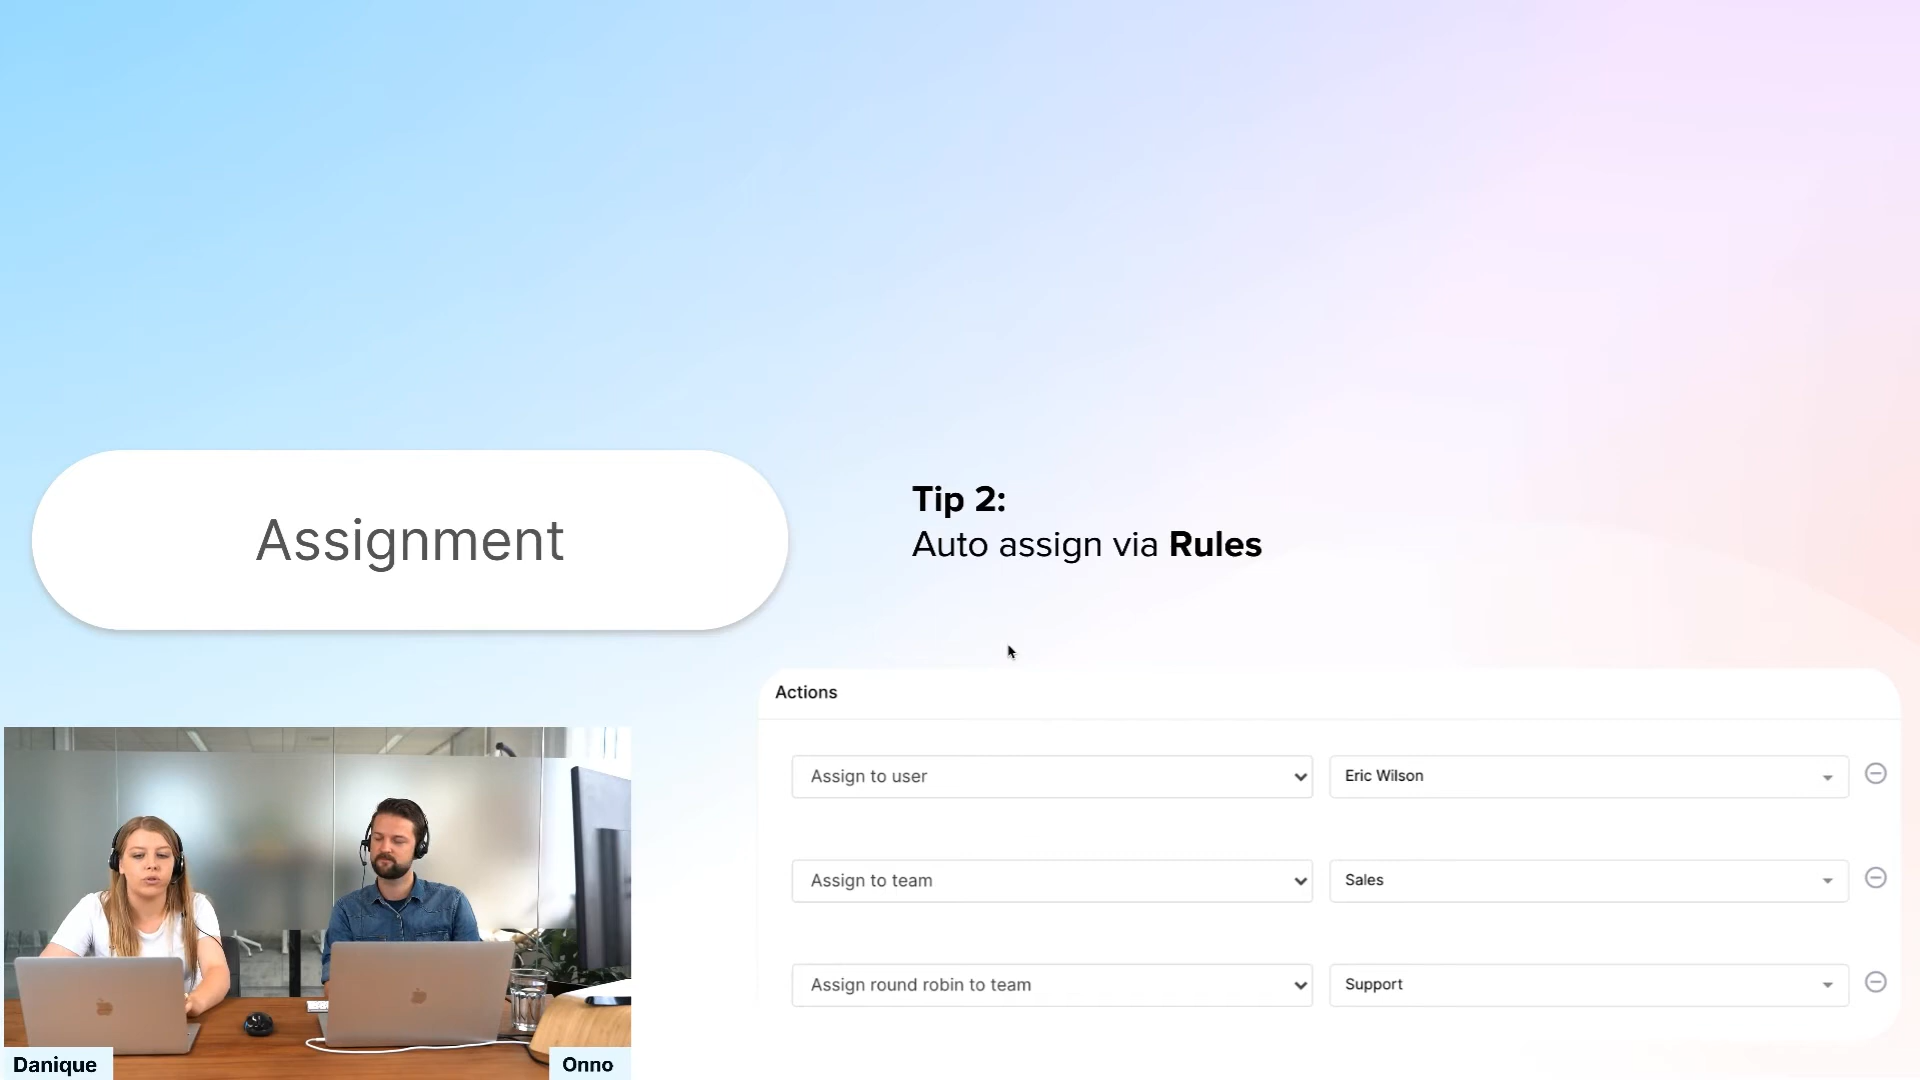 Assignment
Tip 2:
Auto assign via Rules
Actions
Assign to user
Eric Wilson
Assign to team
Sales
Assign round robin to team
Support
Danique
Onno